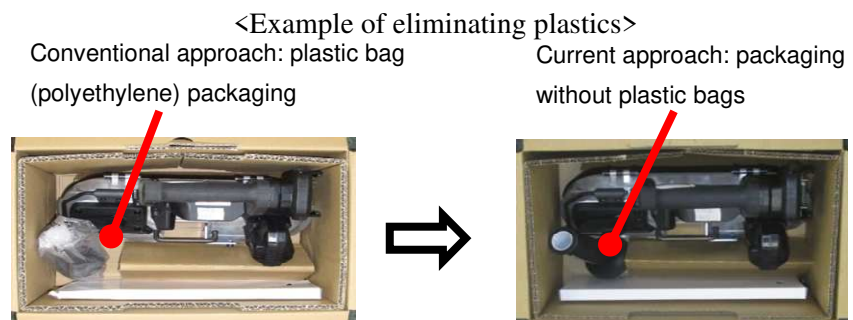 <Example of eliminating plastics>
Conventional approach: plastic bag
(polyethylene) packaging
Current approach: packaging
without plastic bags